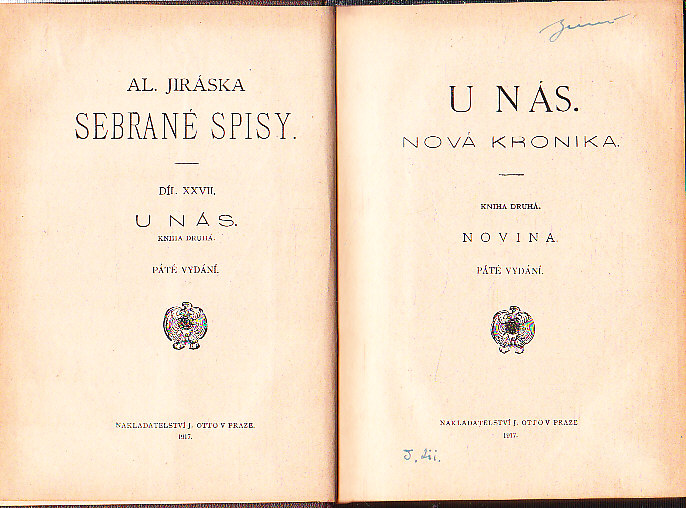 AL. JIRÁSKA
SEBRANÉ SPISY.
DÍL XXVII.
U NÁS.
KNIHA DRUHÁ.
PÁTÉ VYDÁNÍ.
NAKLADATELSTVÍ J. OTTO V PRAZE.
1917.
U NÁS.
NOVÁ KRONIKA.
KNIHA DRUHÁ.
NOVINA.
PÁTÉ VYDÁNÍ.
NAKLADATELSTVÍ J. OTTO V PRAZE
1917.